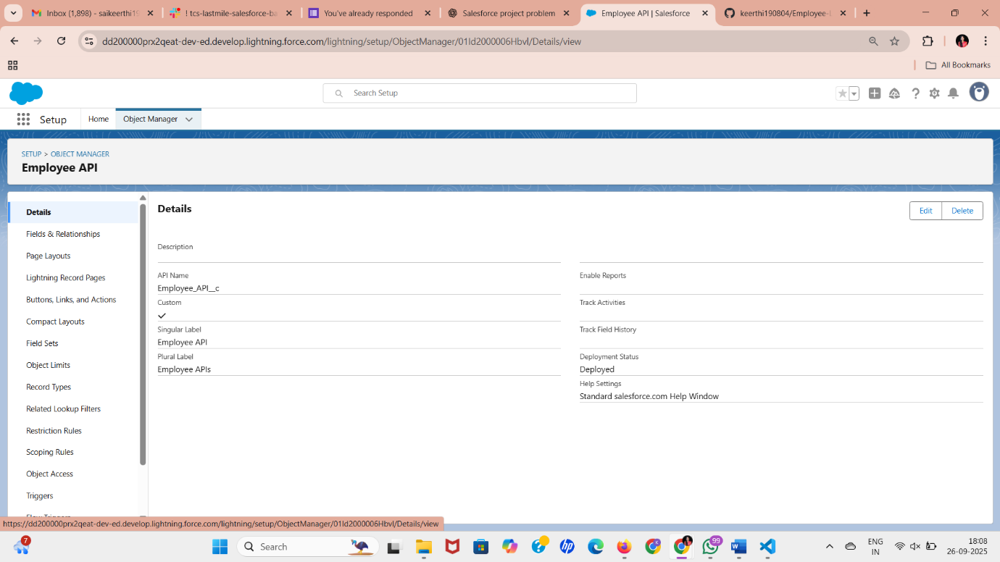 Inbox (1,898) - saikeerthi19
! tcs-lastmile-salesforce-ba
You've already responded
Salesforce project problem
Employee API | Salesforce
keerthi190804/Employee-L
dd200000prx2qeat-dev-ed.develop.lightning.force.com/lightning/setup/ObjectManager/01Id2000006Hbvl/Details/view
All Bookmarks
Search Setup
Setup
Home
Object Manager
SETUP > OBJECT MANAGER
Employee API
Details
Fields & Relationships
Page Layouts
Lightning Record Pages
Buttons, Links, and Actions
Compact Layouts
Field Sets
Object Limits
Record Types
Related Lookup Filters
Restriction Rules
Scoping Rules
Object Access
Triggers
Details
Edit
Delete
Description
API Name
Employee_API__c
Custom
Singular Label
Employee API
Plural Label
Employee APIs
Enable Reports
Track Activities
Track Field History
Deployment Status
Deployed
Help Settings
Standard salesforce.com Help Window
https://dd200000prx2qeat-dev-ed.develop.lightning.force.com/lightning/setup/ObjectManager/01Id2000006Hbvl/Details/view
7
Search
99
ENG
IN
18:08
26-09-2025